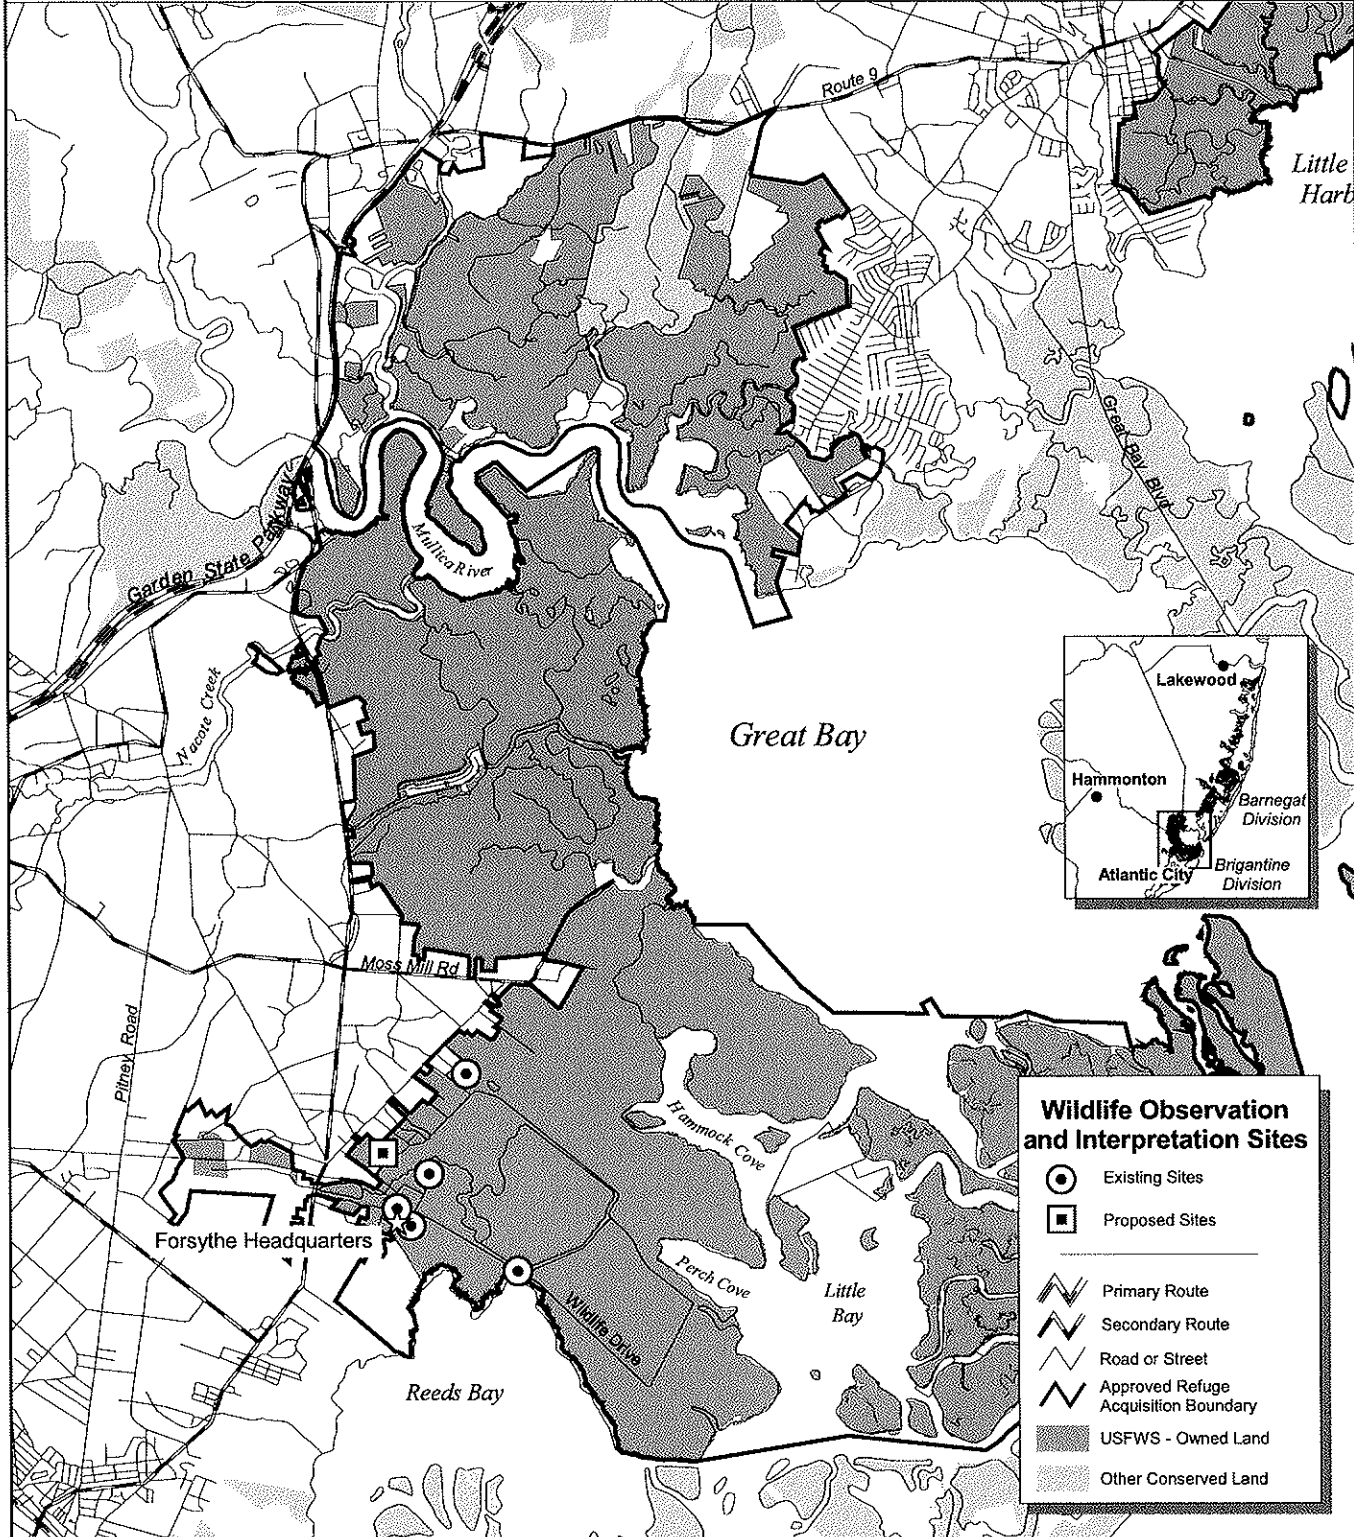 Route 9
Little
Harb
Great Bay Blvd
Garden State Parkway
Mullica River
Nacote Creek
Great Bay
Lakewood
Hammonton
Barnegat
Division
Atlantic City
Brigantine
Division
Moss Mill Rd
Pitney Road
Hammock Cove
Forsythe Headquarters
Perch Cove
Little
Bay
Wildlife Drive
Reeds Bay
Wildlife Observation
and Interpretation Sites
Existing Sites
Proposed Sites
Primary Route
Secondary Route
Road or Street
Approved Refuge
Acquisition Boundary
USFWS - Owned Land
Other Conserved Land